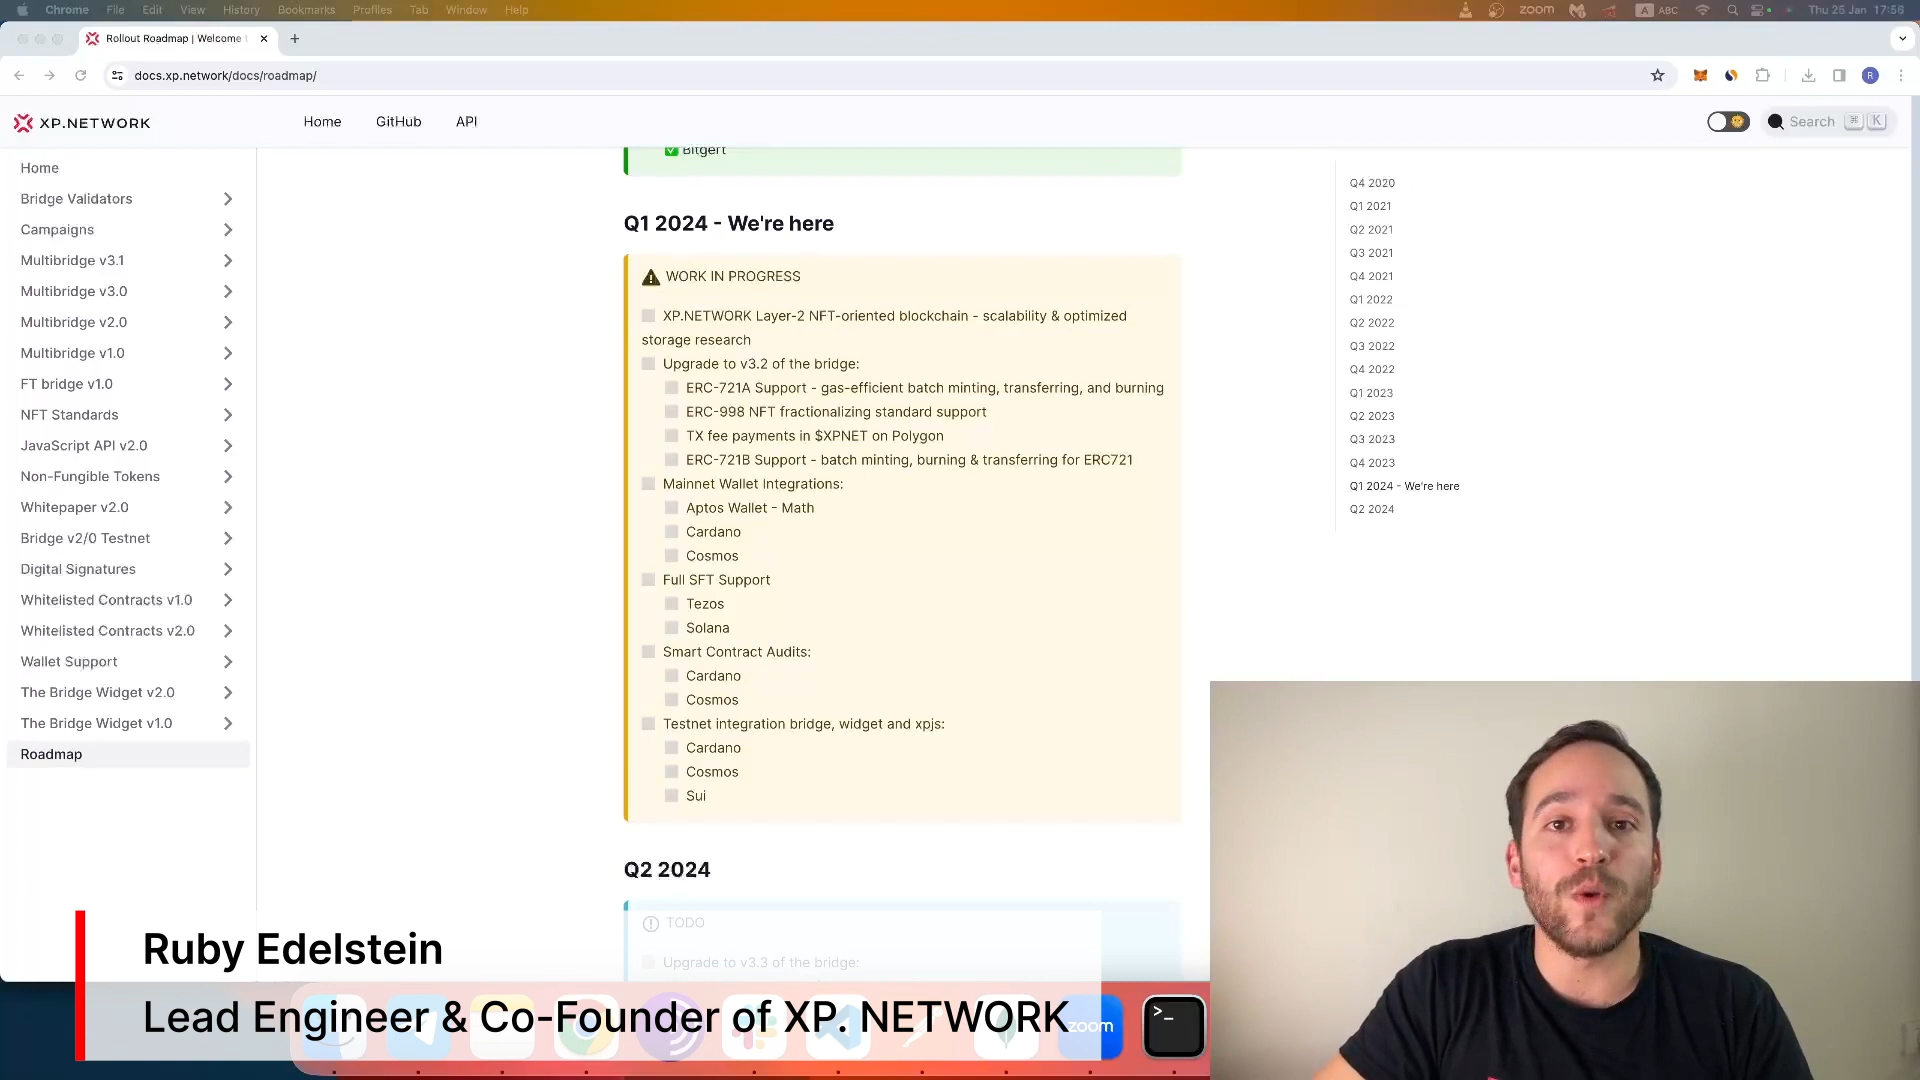 Chrome File Edit View History Bookmarks Profiles Tab Window Help zoom A ABC Thu 25 Jan 17:56
Rollout Roadmap | Welcome t
docs.xp.network/docs/roadmap/ R
XP.NETWORK Home GitHub API Search ⌘ K
Home
Bridge Validators
Campaigns
Multibridge v3.1
Multibridge v3.0
Multibridge v2.0
Multibridge v1.0
FT bridge v1.0
NFT Standards
JavaScript API v2.0
Non-Fungible Tokens
Whitepaper v2.0
Bridge v2/0 Testnet
Digital Signatures
Whitelisted Contracts v1.0
Whitelisted Contracts v2.0
Wallet Support
The Bridge Widget v2.0
The Bridge Widget v1.0
Roadmap
Bitgert
Q1 2024 - We're here
WORK IN PROGRESS
XP.NETWORK Layer-2 NFT-oriented blockchain - scalability & optimized
storage research
Upgrade to v3.2 of the bridge:
ERC-721A Support - gas-efficient batch minting, transferring, and burning
ERC-998 NFT fractionalizing standard support
TX fee payments in $XPNET on Polygon
ERC-721B Support - batch minting, burning & transferring for ERC721
Mainnet Wallet Integrations:
Aptos Wallet - Math
Cardano
Cosmos
Full SFT Support
Tezos
Solana
Smart Contract Audits:
Cardano
Cosmos
Testnet integration bridge, widget and xpjs:
Cardano
Cosmos
Sui
Q2 2024
TODO
Upgrade to v3.3 of the bridge:
Q4 2020
Q1 2021
Q2 2021
Q3 2021
Q4 2021
Q1 2022
Q2 2022
Q3 2022
Q4 2022
Q1 2023
Q2 2023
Q3 2023
Q4 2023
Q1 2024 - We're here
Q2 2024
Ruby Edelstein
Lead Engineer & Co-Founder of XP. NETWORK
zoom
>_